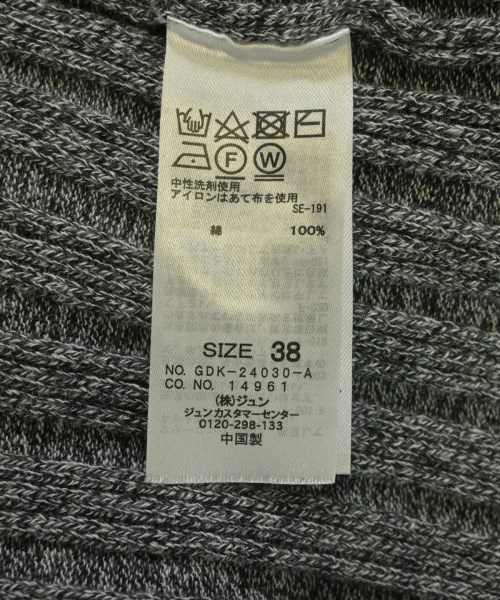 F W
中性洗剤使用
アイロンはあて布を使用
SE-191
綿 100%
SIZE 38
NO. GDK-24030-A
CO. NO. 14961
(株)ジュン
ジュンカスタマーセンター
0120-298-133
中国製